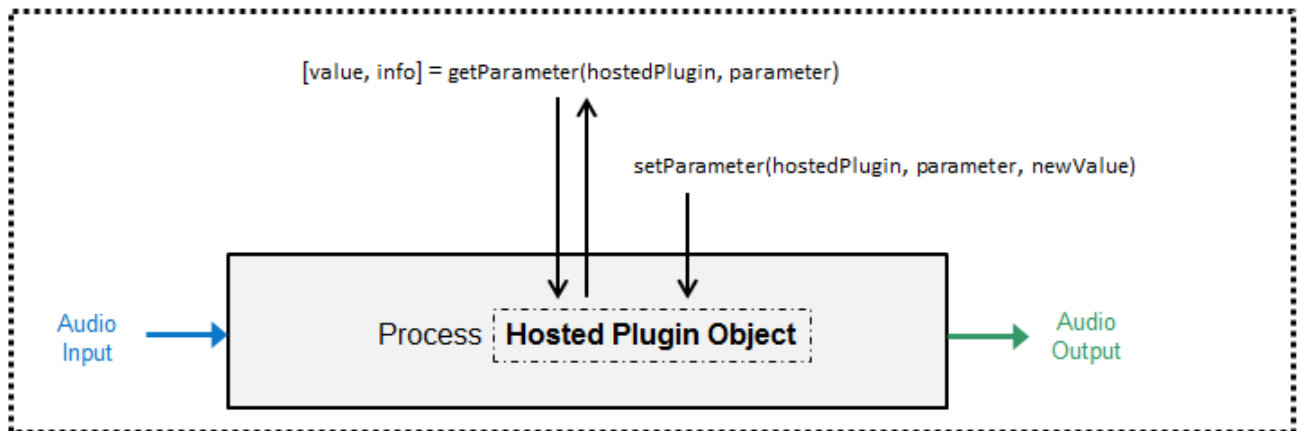 [value, info] = getParameter(hostedPlugin, parameter)
setParameter(hostedPlugin, parameter, newValue)
Audio
Input
Process Hosted Plugin Object
Audio
Output